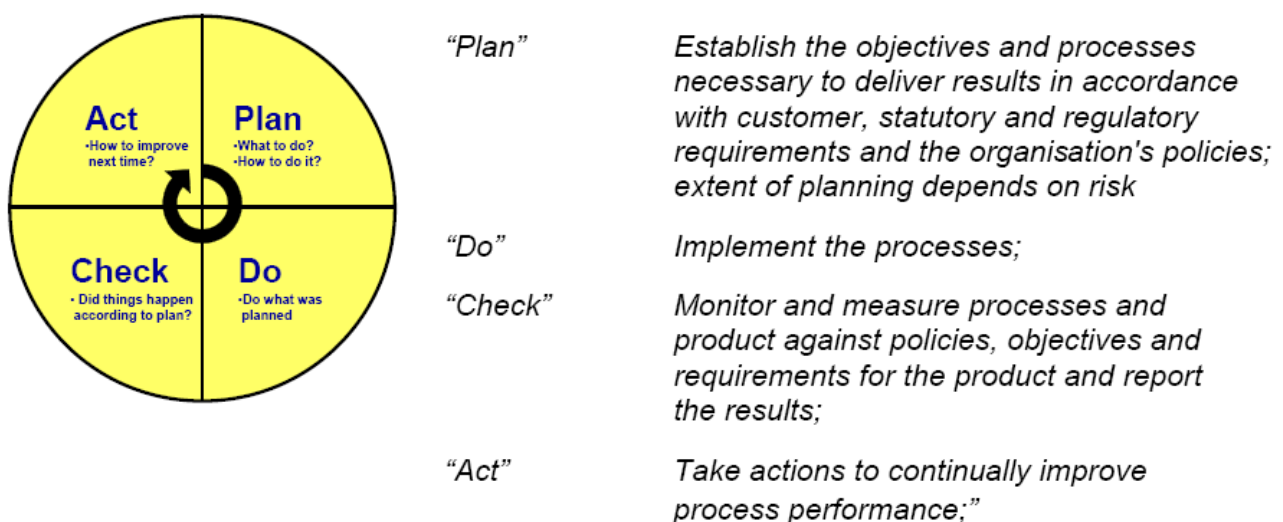 Act
•How to improve
next time?
Plan
•What to do?
•How to do it?
Check
• Did things happen
according to plan?
Do
•Do what was
planned
“Plan” Establish the objectives and processes
necessary to deliver results in accordance
with customer, statutory and regulatory
requirements and the organisation's policies;
extent of planning depends on risk
“Do” Implement the processes;
“Check” Monitor and measure processes and
product against policies, objectives and
requirements for the product and report
the results;
“Act” Take actions to continually improve
process performance;”